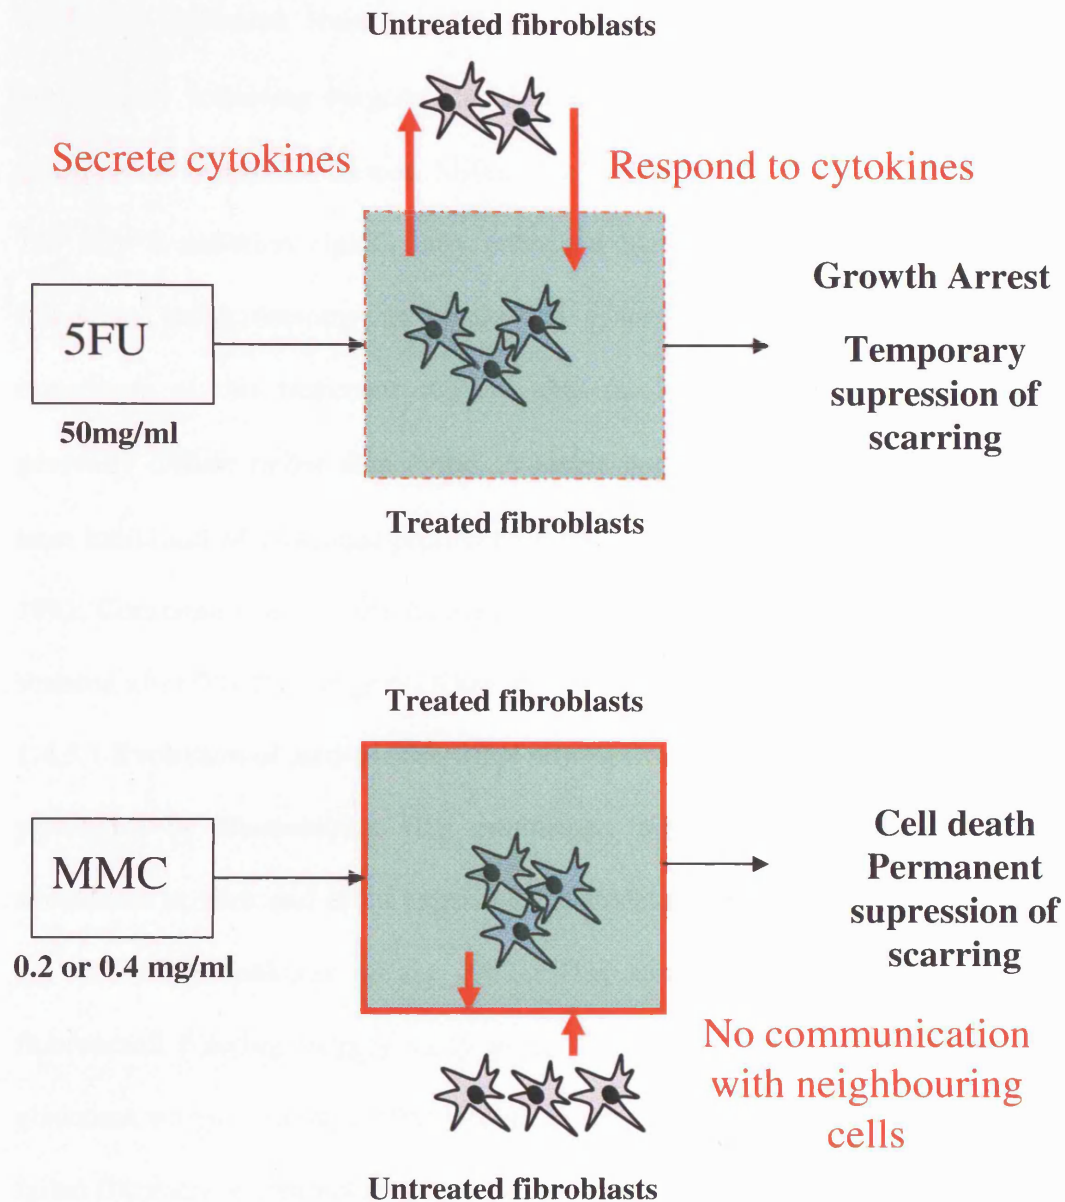 Untreated fibroblasts
Secrete cytokines
Respond to cytokines
5FU
50mg/ml
Growth Arrest
Temporary
supression of
scarring
Treated fibroblasts
Treated fibroblasts
MMC
0.2 or 0.4 mg/ml
Cell death
Permanent
supression of
scarring
No communication
with neighbouring
cells
Untreated fibroblasts